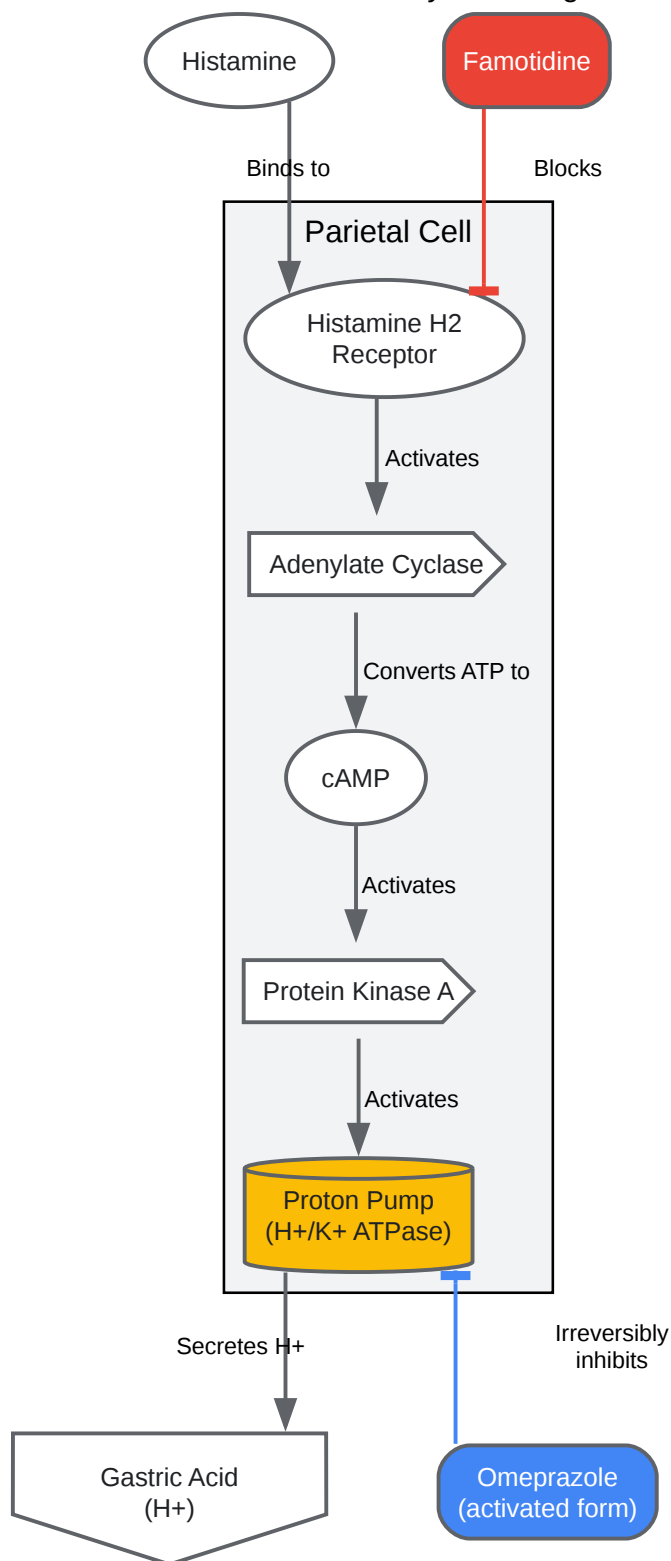 Histamine
Famotidine
Binds to
Blocks
Parietal Cell
Histamine H2
Receptor
Activates
Adenylate Cyclase
Converts ATP to
cAMP
Activates
Protein Kinase A
Activates
Proton Pump
(H+/K+ ATPase)
Secretes H+
Irreversibly
inhibits
Gastric Acid
(H+)
Omeprazole
(activated form)